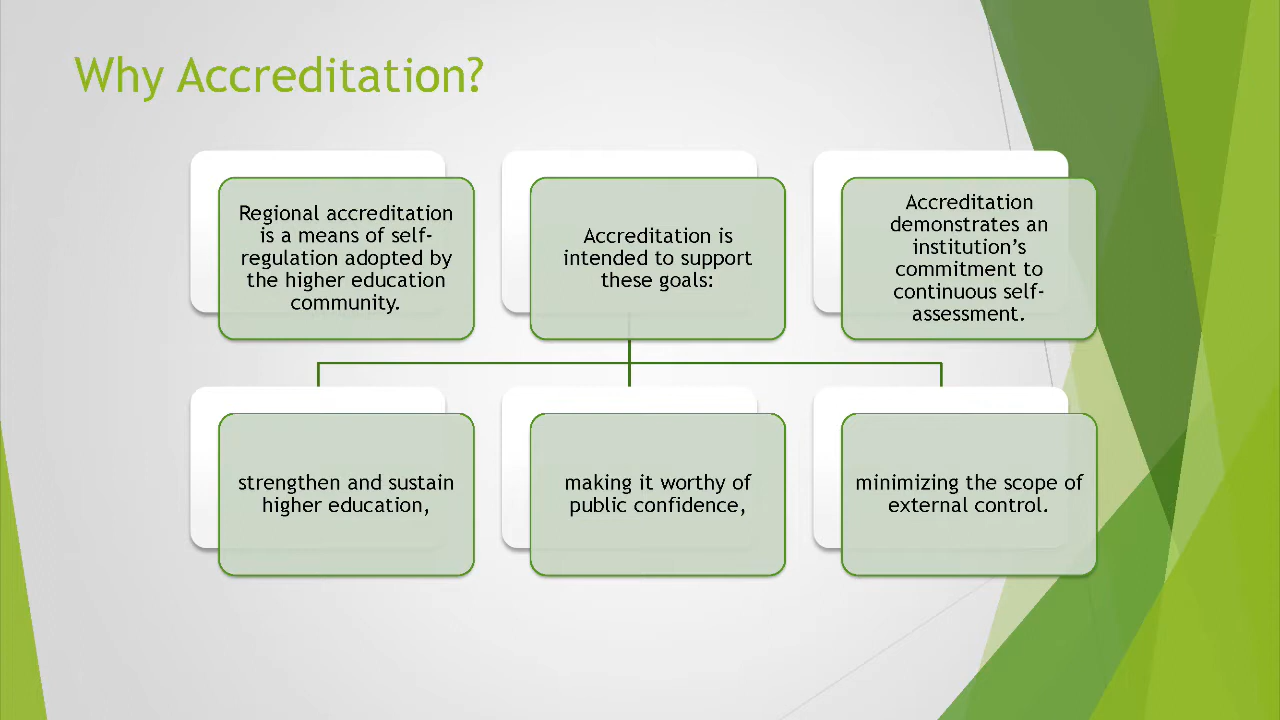 Why Accreditation?
Regional accreditation
is a means of self-
regulation adopted by
the higher education
community.
Accreditation is
intended to support
these goals:
Accreditation
demonstrates an
institution’s
commitment to
continuous self-
assessment.
strengthen and sustain
higher education,
making it worthy of
public confidence,
minimizing the scope of
external control.